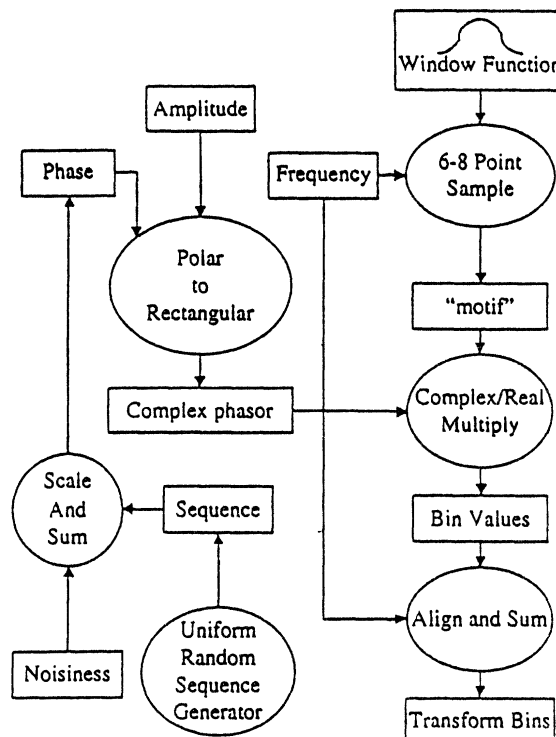 Window Function
Amplitude
Phase
Frequency
6-8 Point
Sample
Polar
to
Rectangular
"motif"
Complex phasor
Complex/Real
Multiply
Scale
And
Sum
Sequence
Bin Values
Uniform
Random
Sequence
Generator
Align and Sum
Noisiness
Transform Bins